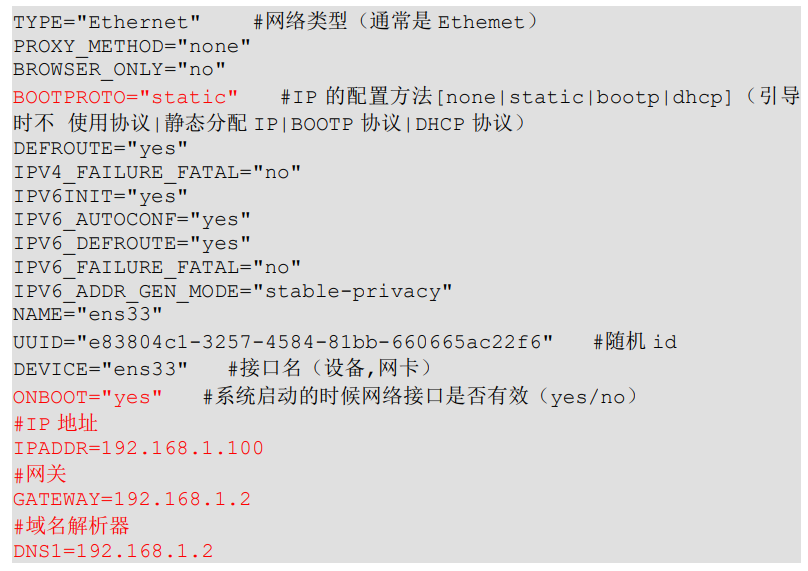 TYPE="Ethernet"    #网络类型（通常是 Ethemet）
PROXY_METHOD="none"
BROWSER_ONLY="no"
BOOTPROTO="static"   #IP 的配置方法[none|static|bootp|dhcp]（引导
时不 使用协议|静态分配 IP|BOOTP 协议|DHCP 协议）
DEFROUTE="yes"
IPV4_FAILURE_FATAL="no"
IPV6INIT="yes"
IPV6_AUTOCONF="yes"
IPV6_DEFROUTE="yes"
IPV6_FAILURE_FATAL="no"
IPV6_ADDR_GEN_MODE="stable-privacy"
NAME="ens33"
UUID="e83804c1-3257-4584-81bb-660665ac22f6"   #随机 id
DEVICE="ens33"   #接口名（设备,网卡）
ONBOOT="yes"   #系统启动的时候网络接口是否有效（yes/no）
#IP 地址
IPADDR=192.168.1.100
#网关
GATEWAY=192.168.1.2
#域名解析器
DNS1=192.168.1.2